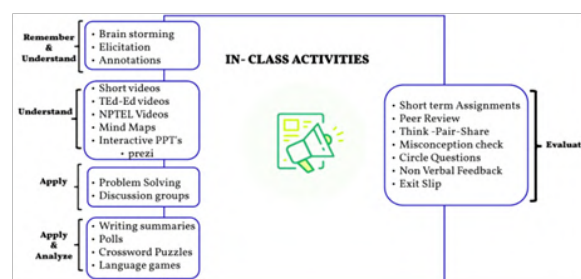 IN- CLASS ACTIVITIES
Remember
&
Understand
• Brain storming
• Elicitation
• Annotations
Understand
• Short videos
• TEd-Ed videos
• NPTEL Videos
• Mind Maps
• Interactive PPT's
• prezi
Apply
• Problem Solving
• Discussion groups
Apply
&
Analyze
• Writing summaries
• Polls
• Crossword Puzzles
• Language games
• Short term Assignments
• Peer Review
• Think -Pair-Share
• Misconception check
• Circle Questions
• Non Verbal Feedback
• Exit Slip
Evaluat